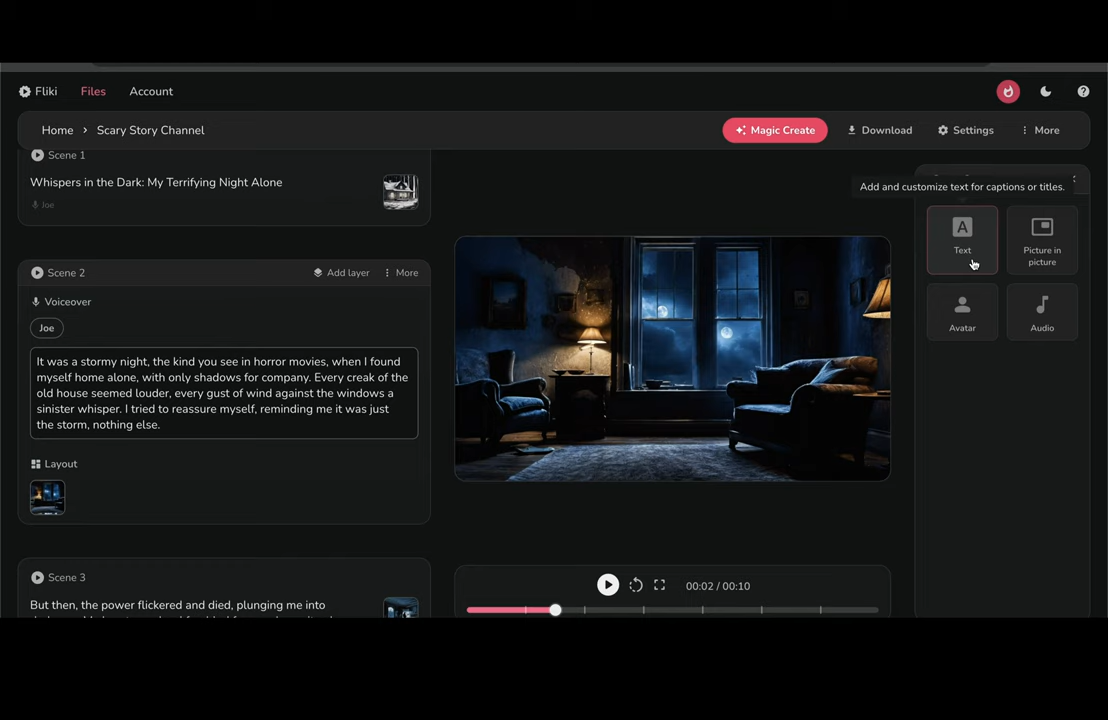 Fliki Files Account
Home > Scary Story Channel
Magic Create Download Settings More
Scene 1
Whispers in the Dark: My Terrifying Night Alone
Joe
Scene 2 Add layer More
Voiceover
Joe
It was a stormy night, the kind you see in horror movies, when I found
myself home alone, with only shadows for company. Every creak of the
old house seemed louder, every gust of wind against the windows a
sinister whisper. I tried to reassure myself, reminding me it was just
the storm, nothing else.
Layout
Scene 3
But then, the power flickered and died, plunging me into
00:02 / 00:10
Add and customize text for captions or titles.
A
Text
Picture in
picture
Avatar
Audio